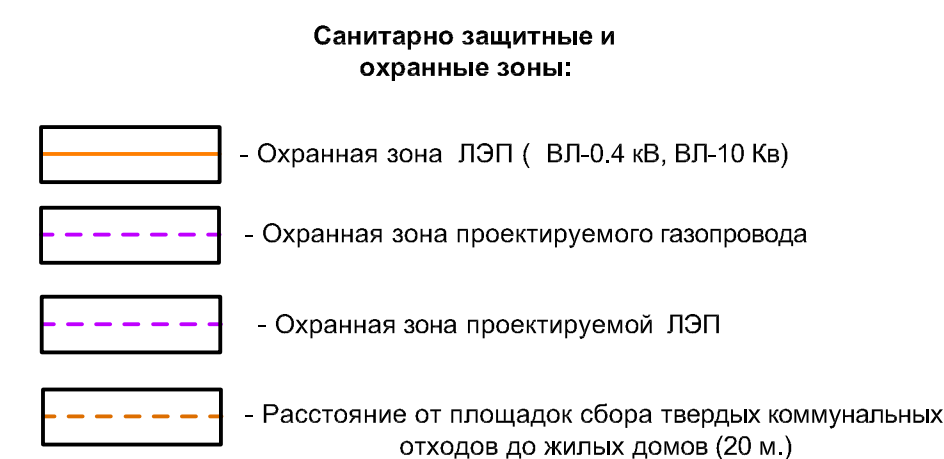 Санитарно защитные и
охранные зоны:
- Охранная зона ЛЭП ( ВЛ-0.4 кВ, ВЛ-10 Кв)
- Охранная зона проектируемого газопровода
- Охранная зона проектируемой ЛЭП
- Расстояние от площадок сбора твердых коммунальных
отходов до жилых домов (20 м.)